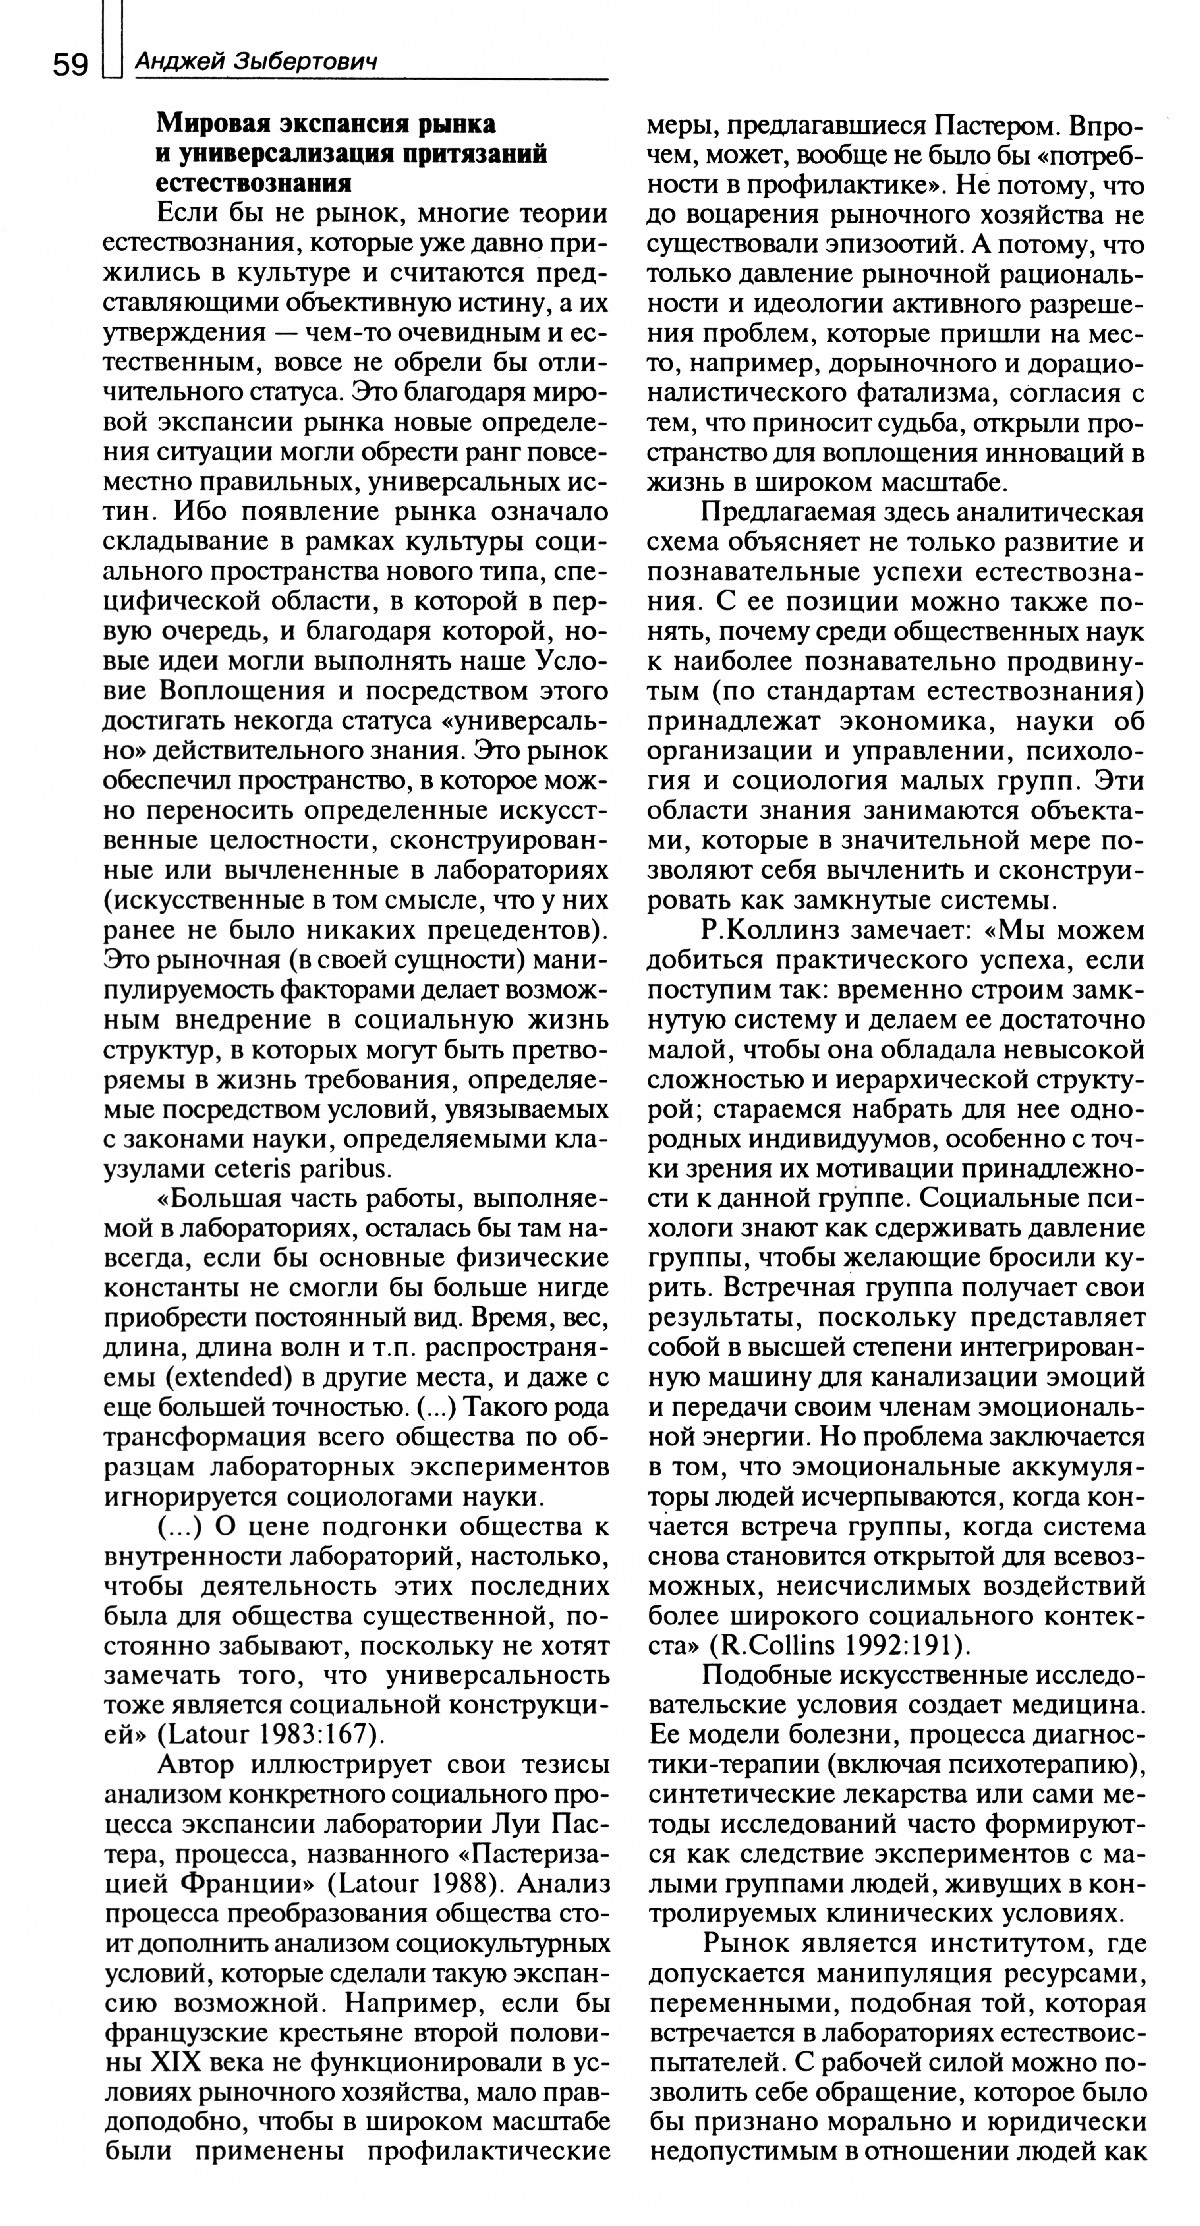 59
Анджей Зыбертович
Мировая экспансия рынка
и универсализация притязаний
естествознания
Если бы не рынок, многие теории
естествознания, которые уже давно при-
жились в культуре и считаются пред-
ставляющими объективную истину, а их
утверждения — чем-то очевидным и ес-
тественным, вовсе не обрели бы отли-
чительного статуса. Это благодаря миро-
вой экспансии рынка новые определе-
ния ситуации могли обрести ранг повсе-
местно правильных, универсальных ис-
тин. Ибо появление рынка означало
складывание в рамках культуры соци-
ального пространства нового типа, спе-
цифической области, в которой в пер-
вую очередь, и благодаря которой, но-
вые идеи могли выполнять наше Усло-
вие Воплощения и посредством этого
достигать некогда статуса «универсаль-
но» действительного знания. Это рынок
обеспечил пространство, в которое мож-
но переносить определенные искусст-
венные целостности, сконструирован-
ные или вычлененные в лабораториях
(искусственные в том смысле, что у них
ранее не было никаких прецедентов).
Это рыночная (в своей сущности) мани-
пулируемость факторами делает возмож-
ным внедрение в социальную жизнь
структур, в которых могут быть претво-
ряемы в жизнь требования, определяе-
мые посредством условий, увязываемых
с законами науки, определяемыми кла-
узулами ceteris paribus.
«Большая часть работы, выполняе-
мой в лабораториях, осталась бы там на-
всегда, если бы основные физические
константы не смогли бы больше нигде
приобрести постоянный вид. Время, вес,
длина, длина волн и т.п. распространя-
емы (extended) в другие места, и даже с
еще большей точностью. (...) Такого рода
трансформация всего общества по об-
разцам лабораторных экспериментов
игнорируется социологами науки.
(...) О цене подгонки общества к
внутренности лабораторий, настолько,
чтобы деятельность этих последних
была для общества существенной, по-
стоянно забывают, поскольку не хотят
замечать того, что универсальность
тоже является социальной конструкци-
ей» (Latour 1983:167).
Автор иллюстрирует свои тезисы
анализом конкретного социального про-
цесса экспансии лаборатории Луи Пас-
тера, процесса, названного «Пастериза-
цией Франции» (Latour 1988). Анализ
процесса преобразования общества сто-
ит дополнить анализом социокультурных
условий, которые сделали такую экспан-
сию возможной. Например, если бы
французские крестьяне второй полови-
ны XIX века не функционировали в ус-
ловиях рыночного хозяйства, мало прав-
доподобно, чтобы в широком масштабе
были применены профилактические
меры, предлагавшиеся Пастером. Впро-
чем, может, вообще не было бы «потреб-
ности в профилактике». Не потому, что
до воцарения рыночного хозяйства не
существовали эпизоотий. А потому, что
только давление рыночной рациональ-
ности и идеологии активного разреше-
ния проблем, которые пришли на мес-
то, например, дорыночного и дорацио-
налистического фатализма, согласия с
тем, что приносит судьба, открыли про-
странство для воплощения инноваций в
жизнь в широком масштабе.
Предлагаемая здесь аналитическая
схема объясняет не только развитие и
познавательные успехи естествозна-
ния. С ее позиции можно также по-
нять, почему среди общественных наук
к наиболее познавательно продвину-
тым (по стандартам естествознания)
принадлежат экономика, науки об
организации и управлении, психоло-
гия и социология малых групп. Эти
области знания занимаются объекта-
ми, которые в значительной мере по-
зволяют себя вычленить и сконструи-
ровать как замкнутые системы.
Р.Коллинз замечает: «Мы можем
добиться практического успеха, если
поступим так: временно строим замк-
нутую систему и делаем ее достаточно
малой, чтобы она обладала невысокой
сложностью и иерархической структу-
рой; стараемся набрать для нее одно-
родных индивидуумов, особенно с точ-
ки зрения их мотивации принадлежно-
сти к данной группе. Социальные пси-
хологи знают как сдерживать давление
группы, чтобы желающие бросили ку-
рить. Встречная группа получает свои
результаты, поскольку представляет
собой в высшей степени интегрирован-
ную машину для канализации эмоций
и передачи своим членам эмоциональ-
ной энергии. Но проблема заключается
в том, что эмоциональные аккумуля-
торы людей исчерпываются, когда кон-
чается встреча группы, когда система
снова становится открытой для всевоз-
можных, неисчислимых воздействий
более широкого социального контек-
ста» (R.Collins 1992:191).
Подобные искусственные исследо-
вательские условия создает медицина.
Ее модели болезни, процесса диагнос-
тики-терапии (включая психотерапию),
синтетические лекарства или сами ме-
тоды исследований часто формируют-
ся как следствие экспериментов с ма-
лыми группами людей, живущих в кон-
тролируемых клинических условиях.
Рынок является институтом, где
допускается манипуляция ресурсами,
переменными, подобная той, которая
встречается в лабораториях естествоис-
пытателей. С рабочей силой можно по-
зволить себе обращение, которое было
бы признано морально и юридически
недопустимым в отношении людей как